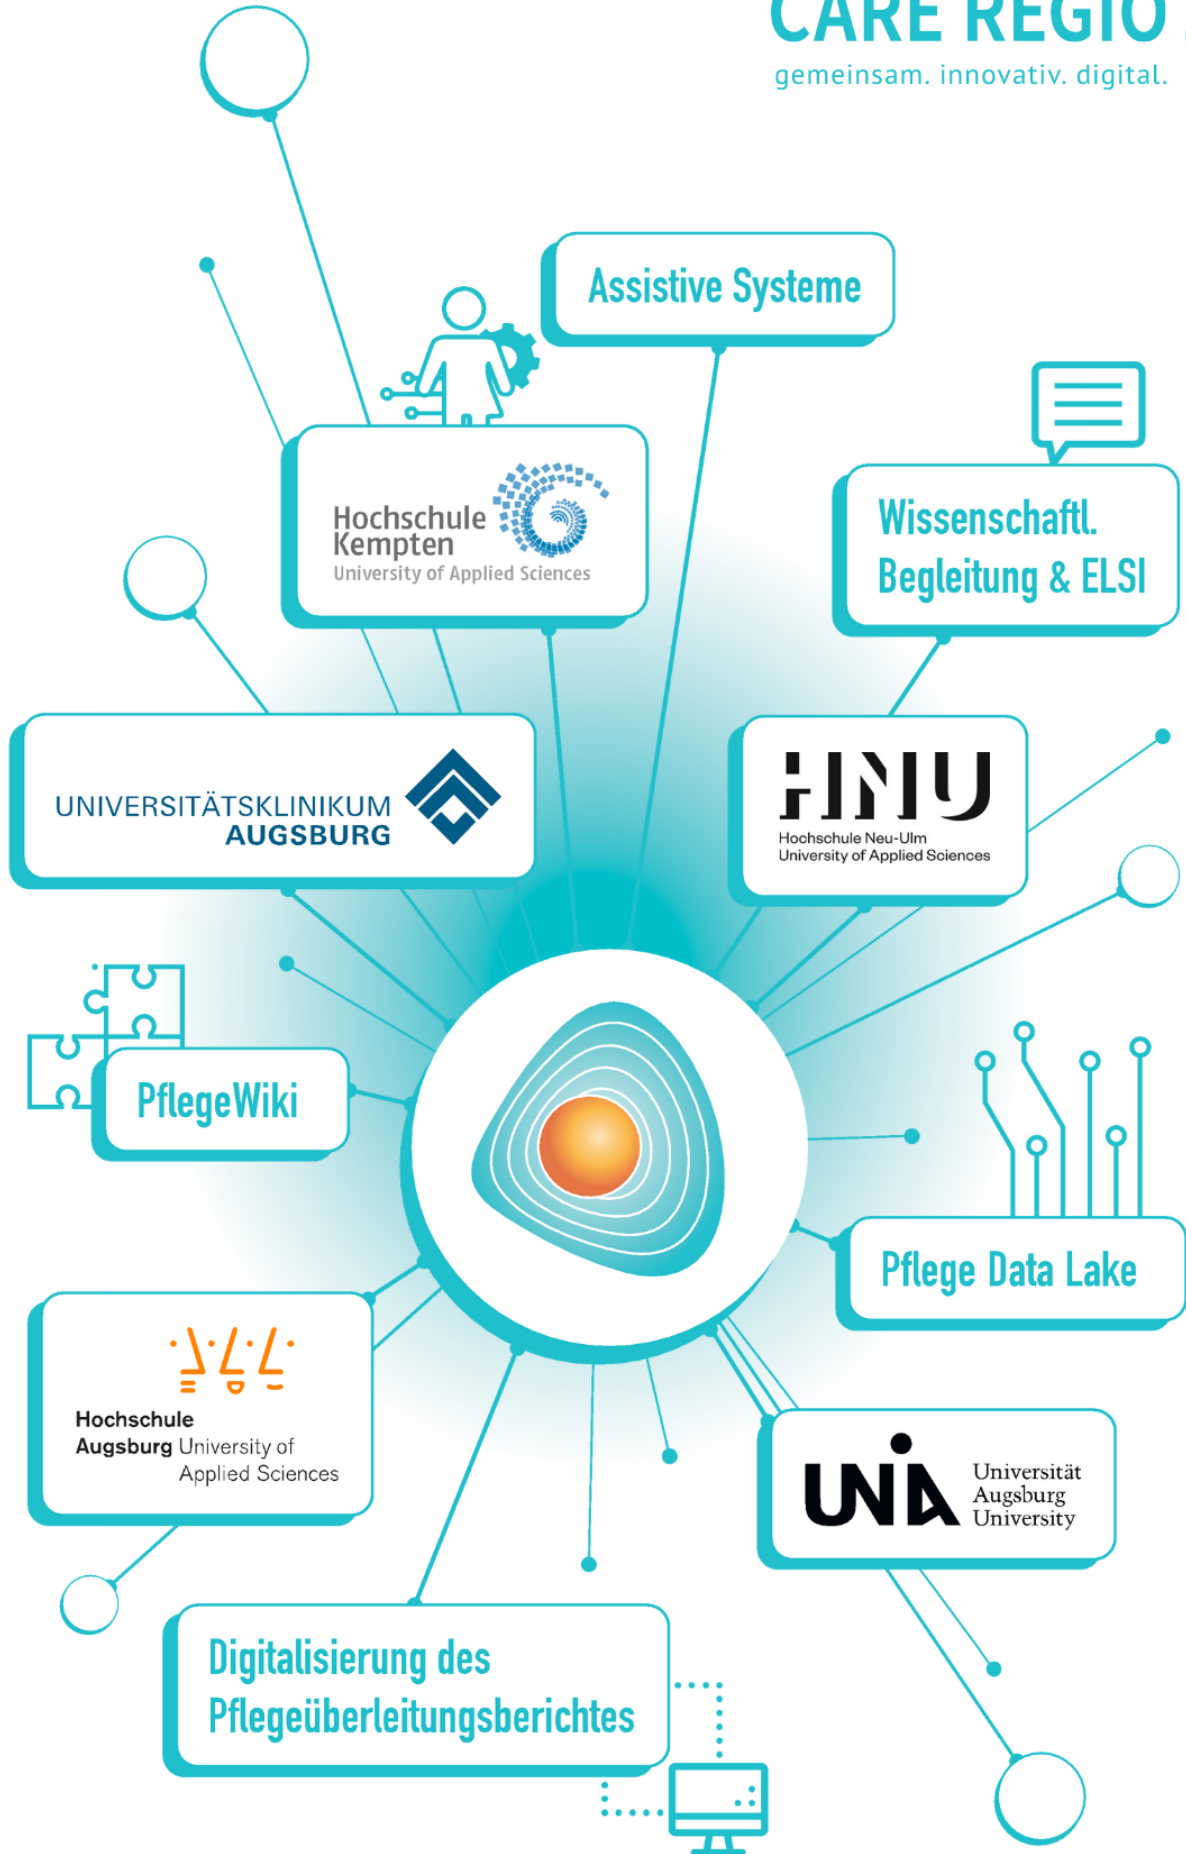 CARE REGIO
gemeinsam. innovativ. digital.
Assistive Systeme
Hochschule
Kempten
University of Applied Sciences
Wissenschaftl.
Begleitung & ELSI
UNIVERSITÄTSKLINIKUM
AUGSBURG
HNU
Hochschule Neu-Ulm
University of Applied Sciences
PflegeWiki
Pflege Data Lake
Hochschule
Augsburg University of
Applied Sciences
UNIA
Universität
Augsburg
University
Digitalisierung des
Pflegeüberleitungsberichtes